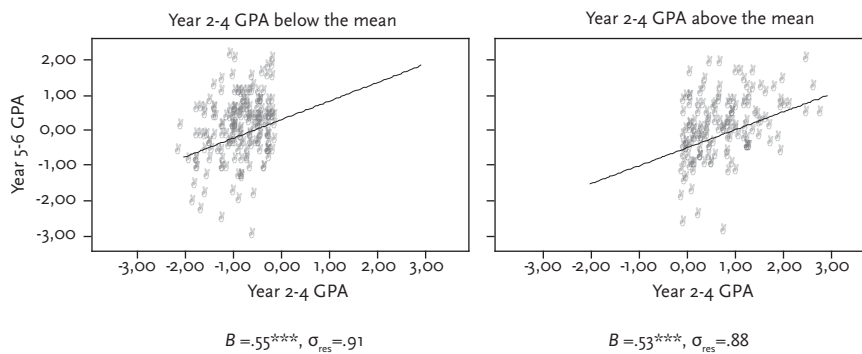 Year 2-4 GPA below the mean
Year 2-4 GPA above the mean
Year 5-6 GPA
2,00
1,00
0,00
-1,00
-2,00
-3,00
-3,00 -2,00 -1,00 0,00 1,00 2,00 3,00
-3,00 -2,00 -1,00 0,00 1,00 2,00 3,00
Year 2-4 GPA
Year 2-4 GPA
B =.55***, σres=.91
B =.53***, σres=.88